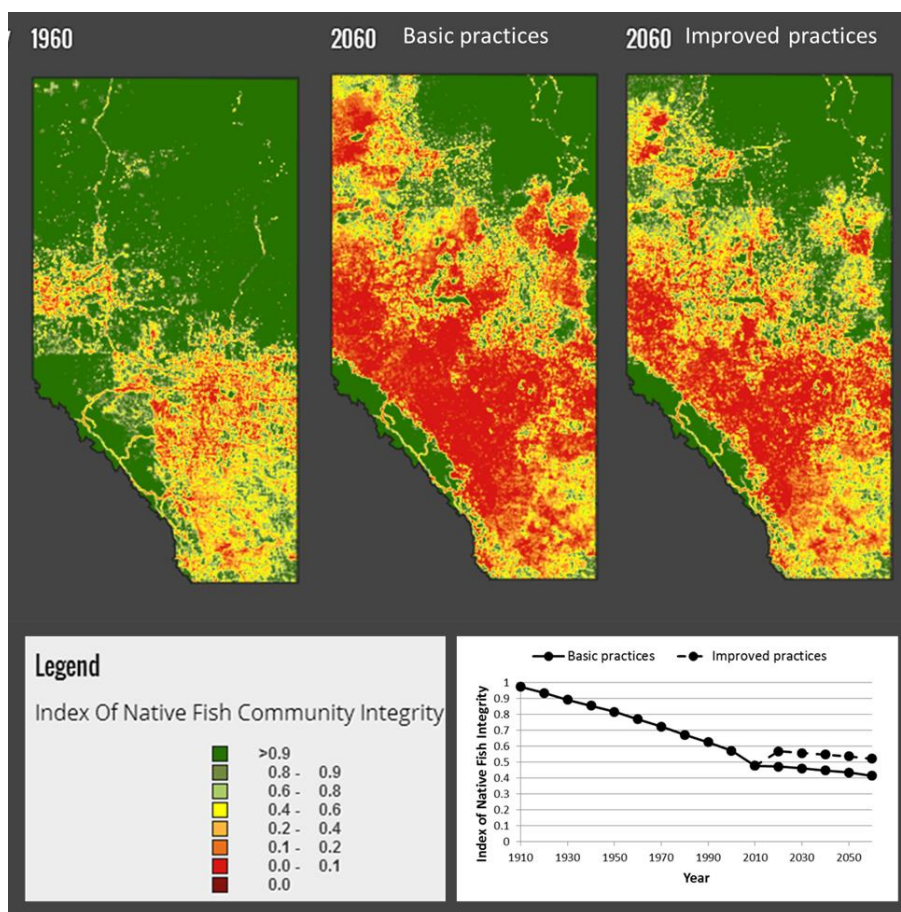 1960
2060 Basic practices
2060 Improved practices
Legend
Index Of Native Fish Community Integrity
>0.9
0.8 - 0.9
0.6 - 0.8
0.4 - 0.6
0.2 - 0.4
0.1 - 0.2
0.0 - 0.1
0.0
Basic practices
Improved practices
Index of Native Fish Integrity
1
0.9
0.8
0.7
0.6
0.5
0.4
0.3
0.2
0.1
0
1910
1930
1950
1970
1990
2010
2030
2050
Year